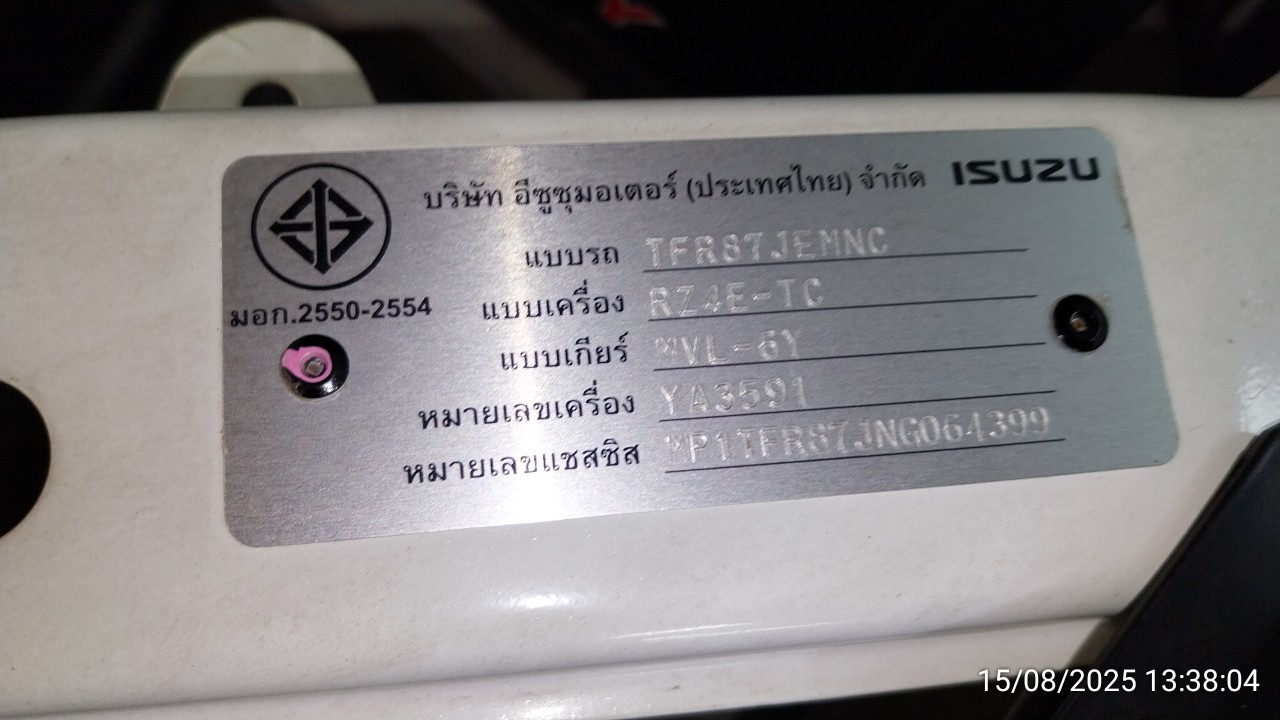 บริษัท อีซูซุมอเตอร์ (ประเทศไทย) จำกัด ISUZU
แบบรถ TFR87JEMNC
มอก.2550-2554
แบบเครื่อง RZ4E-TC
แบบเกียร์ MVL-6Y
หมายเลขเครื่อง YA3591
หมายเลขแชสซิส MP1TFR87JNG064399
15/08/2025 13:38:04